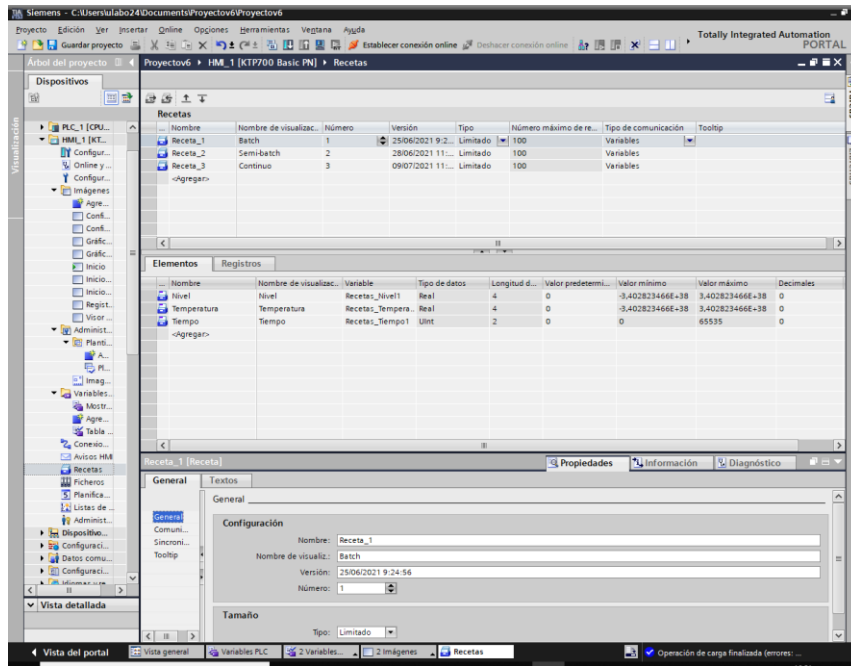 Siemens - C:\Users\ulabo24\Documents\Proyectov6\Proyectov6
Proyecto Edición Ver Insertar Online Opciones Herramientas Ventana Ayuda
Guardar proyecto Establecer conexión online Deshacer conexión online
Totally Integrated Automation
PORTAL
Árbol del proyecto
Proyectov6 HMI_1 [KTP700 Basic PN] Recetas
Dispositivos
Visualización
PLC_1 [CPU...
HMI_1 [KT...
Configur...
Online y...
Configur...
Imágenes
Agre...
Confi...
Confi...
Gráfic...
Gráfic...
Inicio
Inicio...
Inicio...
Regist...
Visor ...
Administ...
Planti...
A...
Pl...
Imag...
Variables...
Mostr...
Agre...
Tabla ...
Conexio...
Avisos HMI
Recetas
Ficheros
Planifica...
Listas de ...
Administ...
Dispositivo...
Configuraci...
Datos comu...
Configuraci...
Vista detallada
Recetas
... Nombre Nombre de visualizac.. Número Versión Tipo Número máximo de re... Tipo de comunicación Tooltip
Receta_1 Batch 1 25/06/2021 9:2... Limitado 100 Variables
Receta_2 Semi-batch 2 28/06/2021 11:... Limitado 100 Variables
Receta_3 Continuo 3 09/07/2021 11:... Limitado 100 Variables
<Agregar>
Elementos Registros
... Nombre Nombre de visualizac.. Variable Tipo de datos Longitud d... Valor predetermi... Valor mínimo Valor máximo Decimales
Nivel Nivel Recetas_Nivel1 Real 4 0 -3,402823466E+38 3,402823466E+38 0
Temperatura Temperatura Recetas_Tempera.. Real 4 0 -3,402823466E+38 3,402823466E+38 0
Tiempo Tiempo Recetas_Tiempo1 UInt 2 0 0 65535 0
<Agregar>
Receta_1 [Receta]
Propiedades Información Diagnóstico
General Textos
General
Comuni...
Sincroni...
Tooltip
General
Configuración
Nombre: Receta_1
Nombre de visualiz.: Batch
Versión: 25/06/2021 9:24:56
Número: 1
Tamaño
Tipo: Limitado
Vista del portal Vista general Variables PLC 2 Variables... 2 Imágenes Recetas Operación de carga finalizada (errores: ...